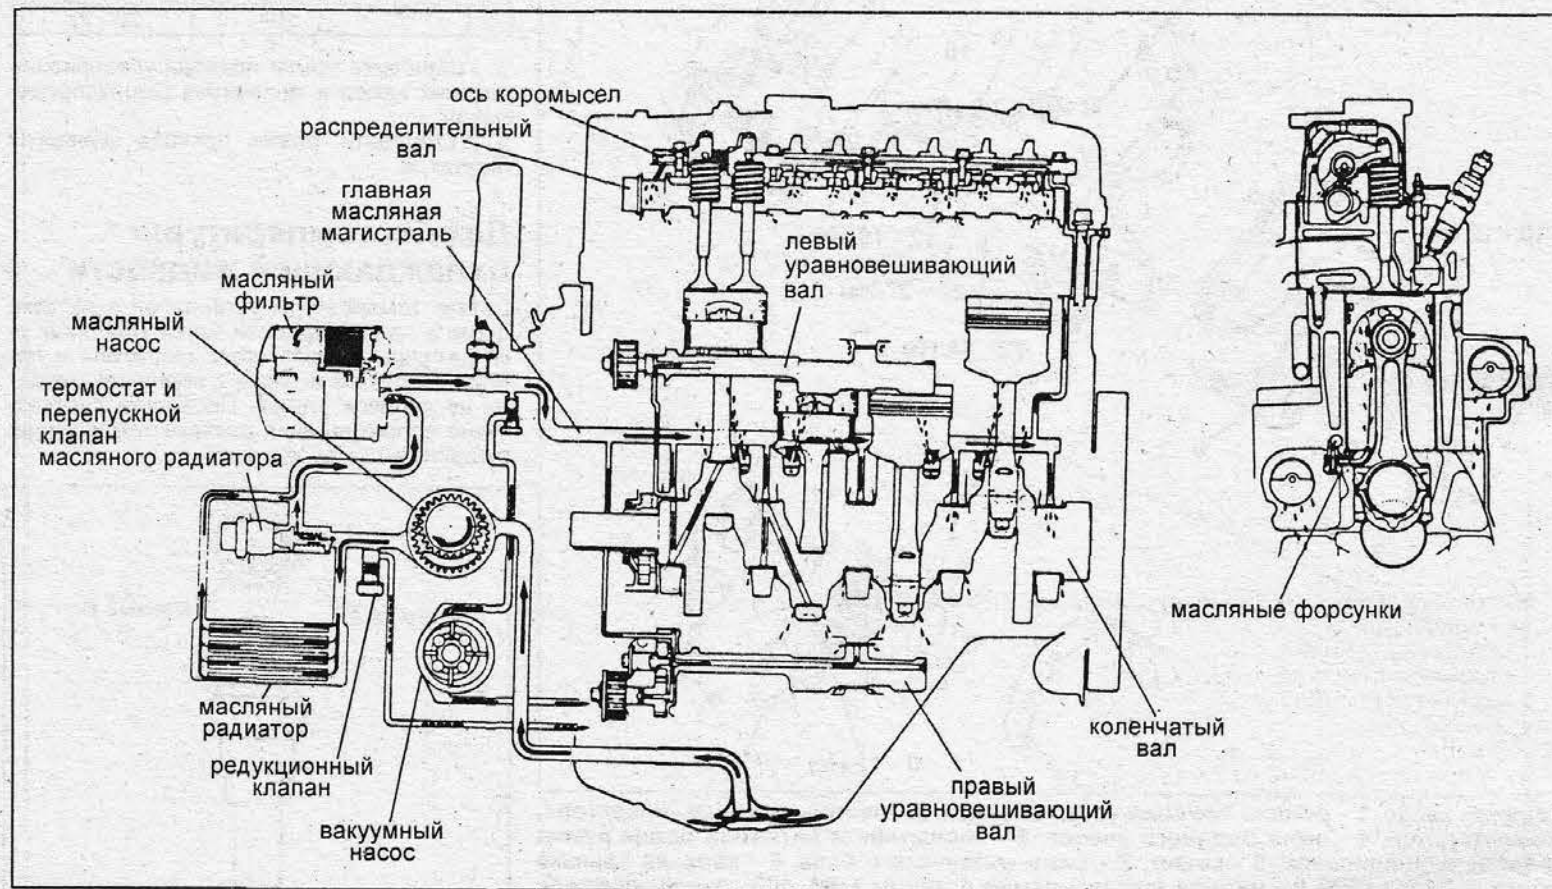 ось коромысел
распределительный
вал
главная
масляная
магистраль
масляный
фильтр
масляный
насос
термостат и
перепускной
клапан
масляного радиатора
левый
уравновешивающий
вал
масляные форсунки
масляный
радиатор
редукционный
клапан
вакуумный
насос
коленчатый
вал
правый
уравновешивающий
вал